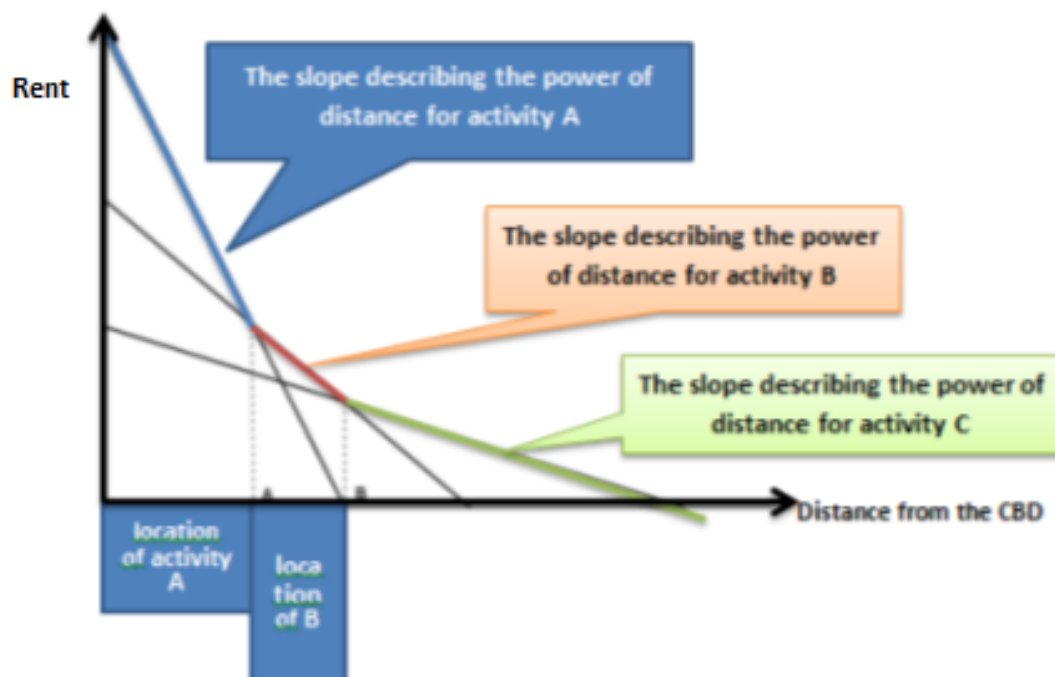 Rent
The slope describing the power of
distance for activity A
The slope describing the power
of distance for activity B
The slope describing the power of
distance for activity C
A
B
Distance from the CBD
location
of activity
A
loca
tion
of B